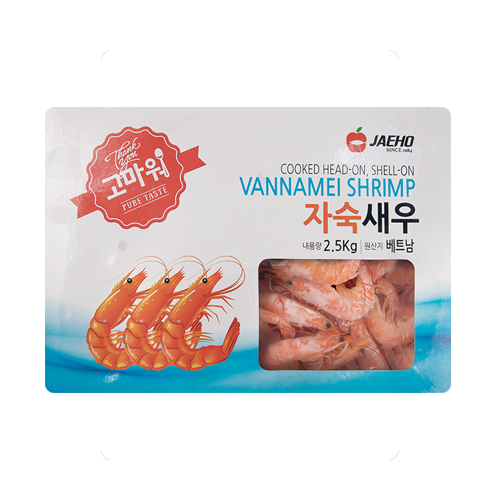 Thank You
고마워
PURE TASTE
JAEHO
SINCE 1984
COOKED HEAD-ON, SHELL-ON
VANNAMEI SHRIMP
자숙새우
내용량 2.5Kg 원산지 베트남